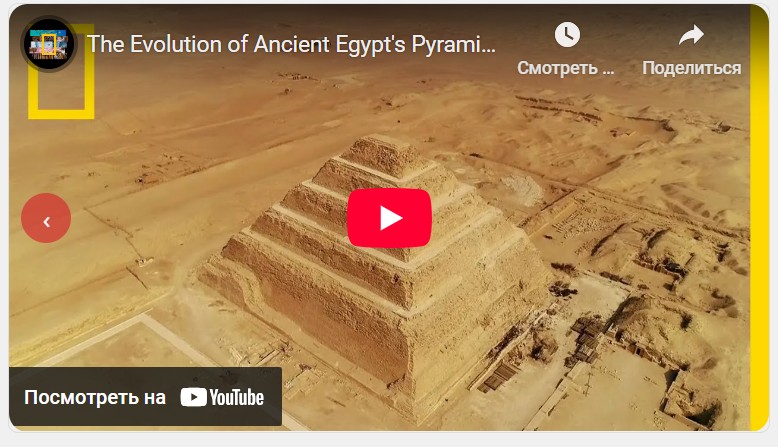 The Evolution of Ancient Egypt's Pyrami...
Смотреть ...
Поделиться
Посмотреть на YouTube